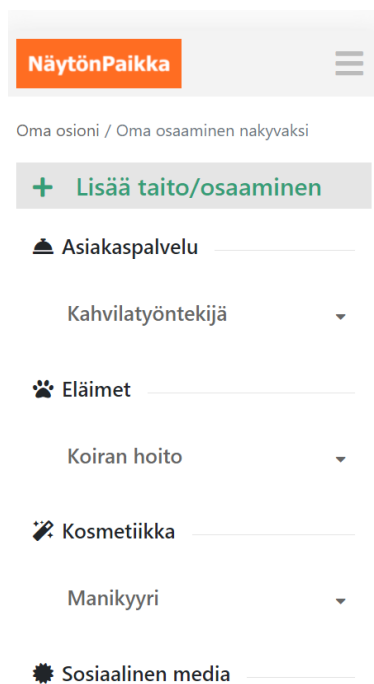 NäytönPaikka
Oma osioni / Oma osaaminen nakyvaksi
+ Lisää taito/osaaminen
Asiakaspalvelu
Kahvilatyöntekijä
Eläimet
Koiran hoito
Kosmetiikka
Manikyyri
Sosiaalinen media